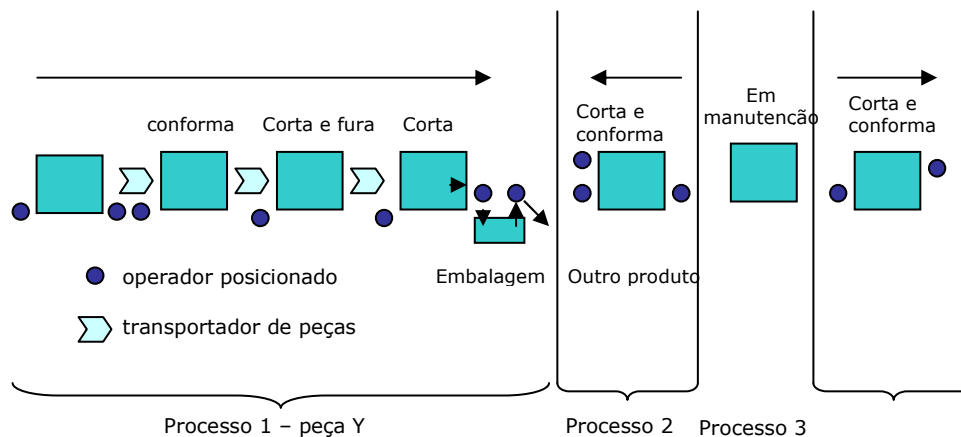 conforma
Corta e fura
Corta
Corta e
conforma
Em
manutencão
Corta e
conforma
operador posicionado
Embalagem
Outro produto
transportador de peças
Processo 1 – peça Y
Processo 2
Processo 3